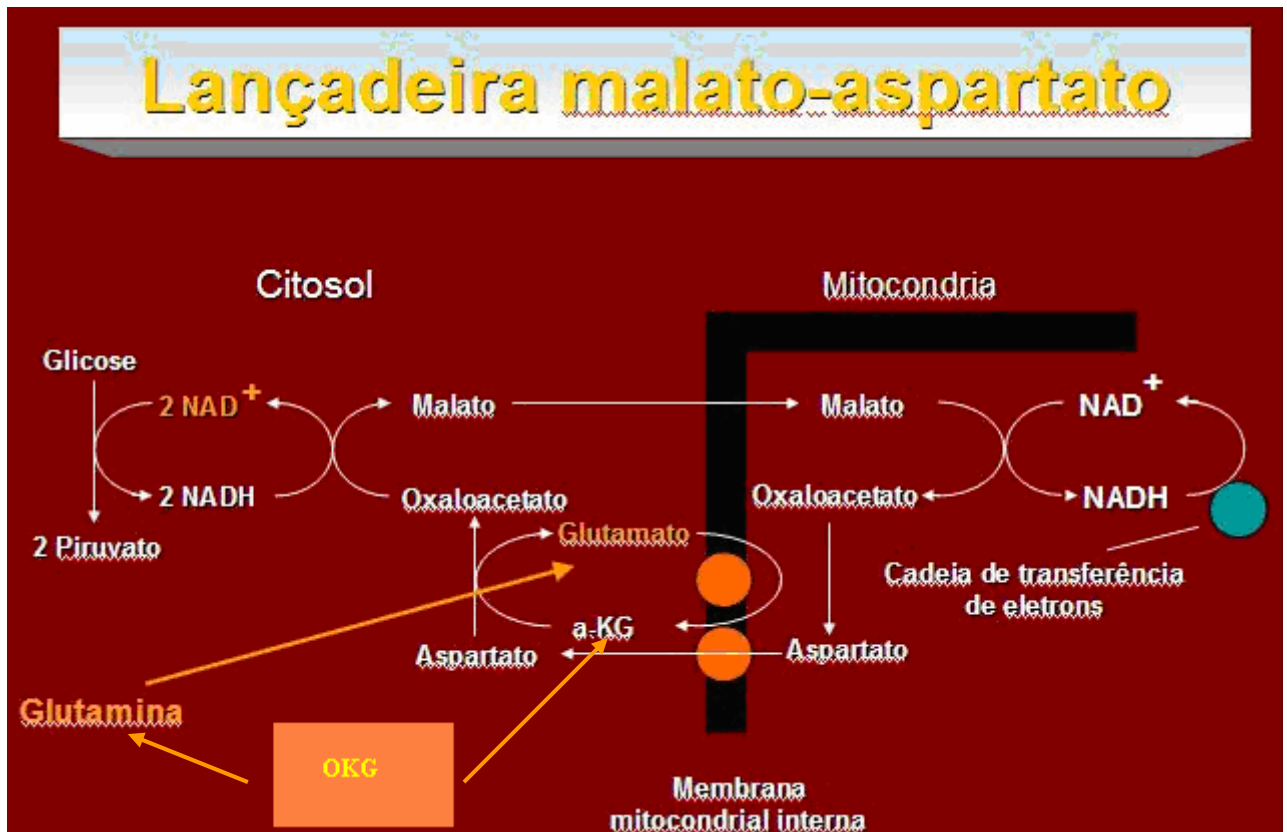 Lançadeira malato-aspartato
Citosol
Mitocondria
Glicose
2 NAD+
Malato
Malato
NAD+
2 NADH
Oxaloacetato
Oxaloacetato
NADH
2 Piruvato
Glutamato
Cadeia de transferência
de eletrons
a-KG
Aspartato
Aspartato
Glutamina
OKG
Membrana
mitocondrial interna